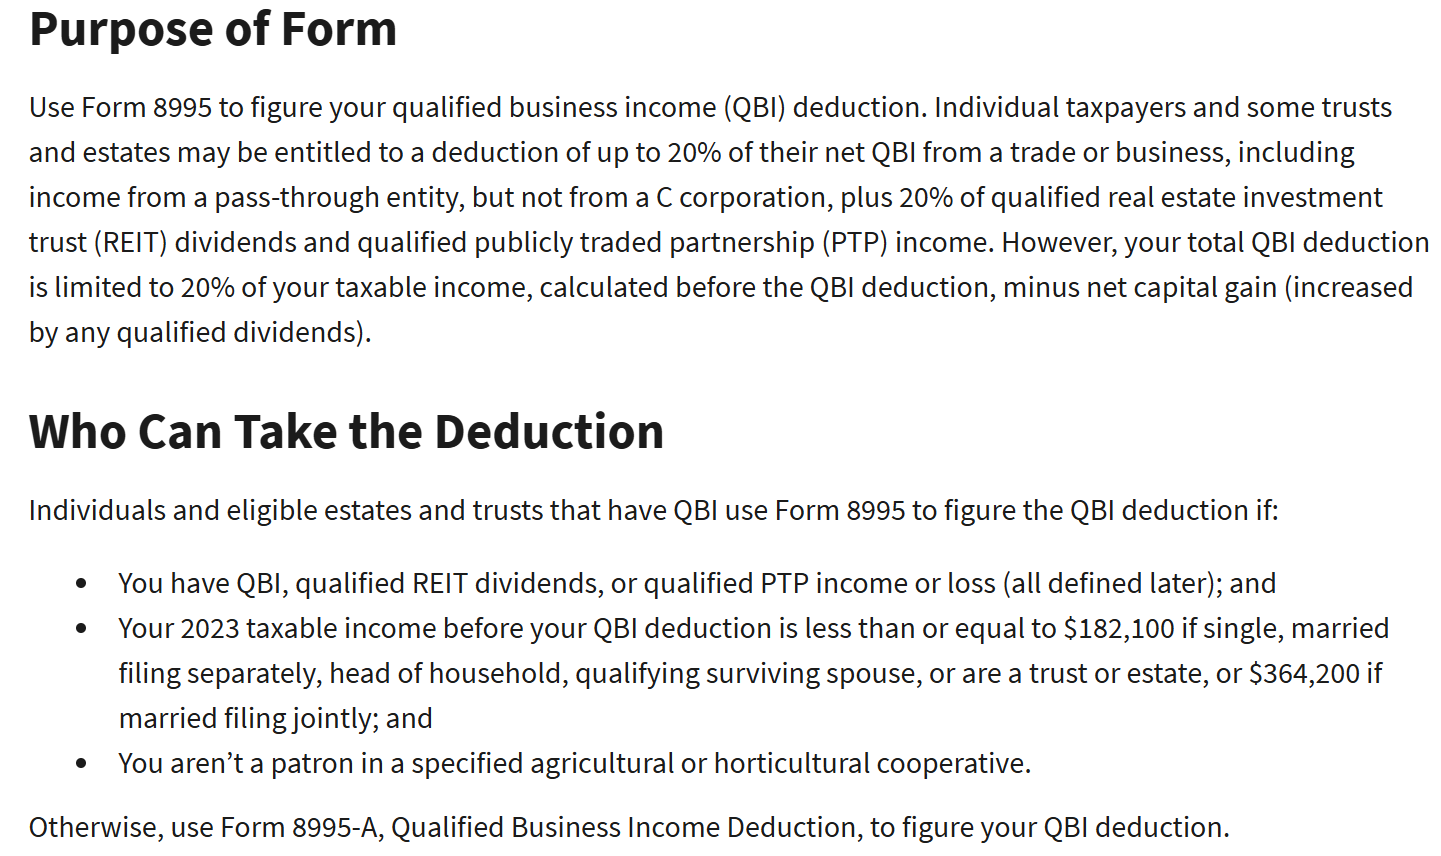 Purpose of Form
Use Form 8995 to figure your qualified business income (QBI) deduction. Individual taxpayers and some trusts
and estates may be entitled to a deduction of up to 20% of their net QBI from a trade or business, including
income from a pass-through entity, but not from a C corporation, plus 20% of qualified real estate investment
trust (REIT) dividends and qualified publicly traded partnership (PTP) income. However, your total QBI deduction
is limited to 20% of your taxable income, calculated before the QBI deduction, minus net capital gain (increased
by any qualified dividends).
Who Can Take the Deduction
Individuals and eligible estates and trusts that have QBI use Form 8995 to figure the QBI deduction if:
• You have QBI, qualified REIT dividends, or qualified PTP income or loss (all defined later); and
• Your 2023 taxable income before your QBI deduction is less than or equal to $182,100 if single, married
filing separately, head of household, qualifying surviving spouse, or are a trust or estate, or $364,200 if
married filing jointly; and
• You aren’t a patron in a specified agricultural or horticultural cooperative.
Otherwise, use Form 8995-A, Qualified Business Income Deduction, to figure your QBI deduction.